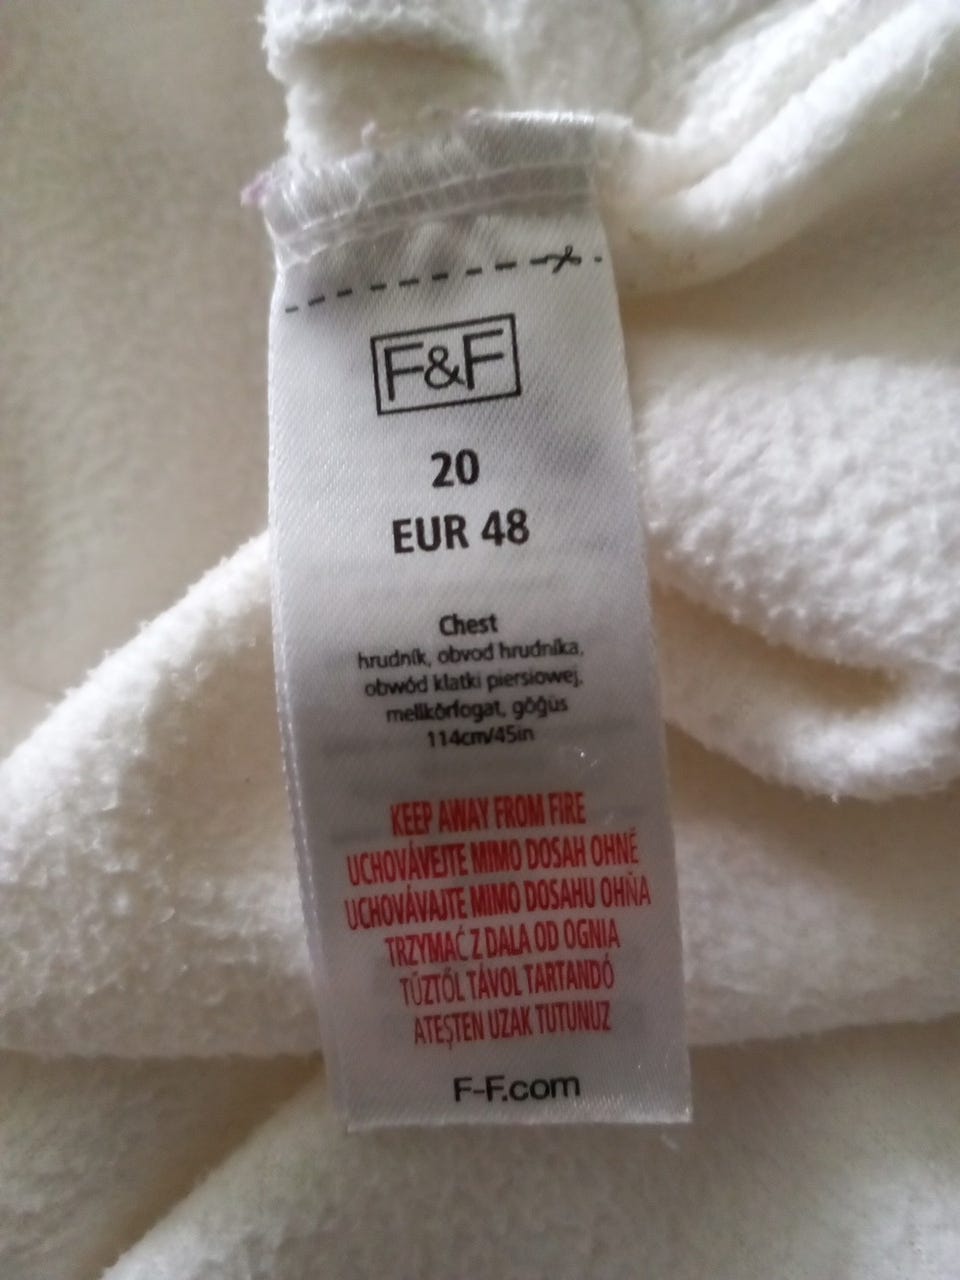 F&F
20
EUR 48
Chest
hrudník, obvod hrudníka,
obwód klatki piersiowej,
mellkörfogat, göğüs
114cm/45in
KEEP AWAY FROM FIRE
UCHOVÁVEJTE MIMO DOSAH OHNĚ
UCHOVÁVAJTE MIMO DOSAHU OHŇA
TRZYMAĆ Z DALA OD OGNIA
TŰZTŐL TÁVOL TARTANDÓ
ATEŞTEN UZAK TUTUNUZ
F-F.com